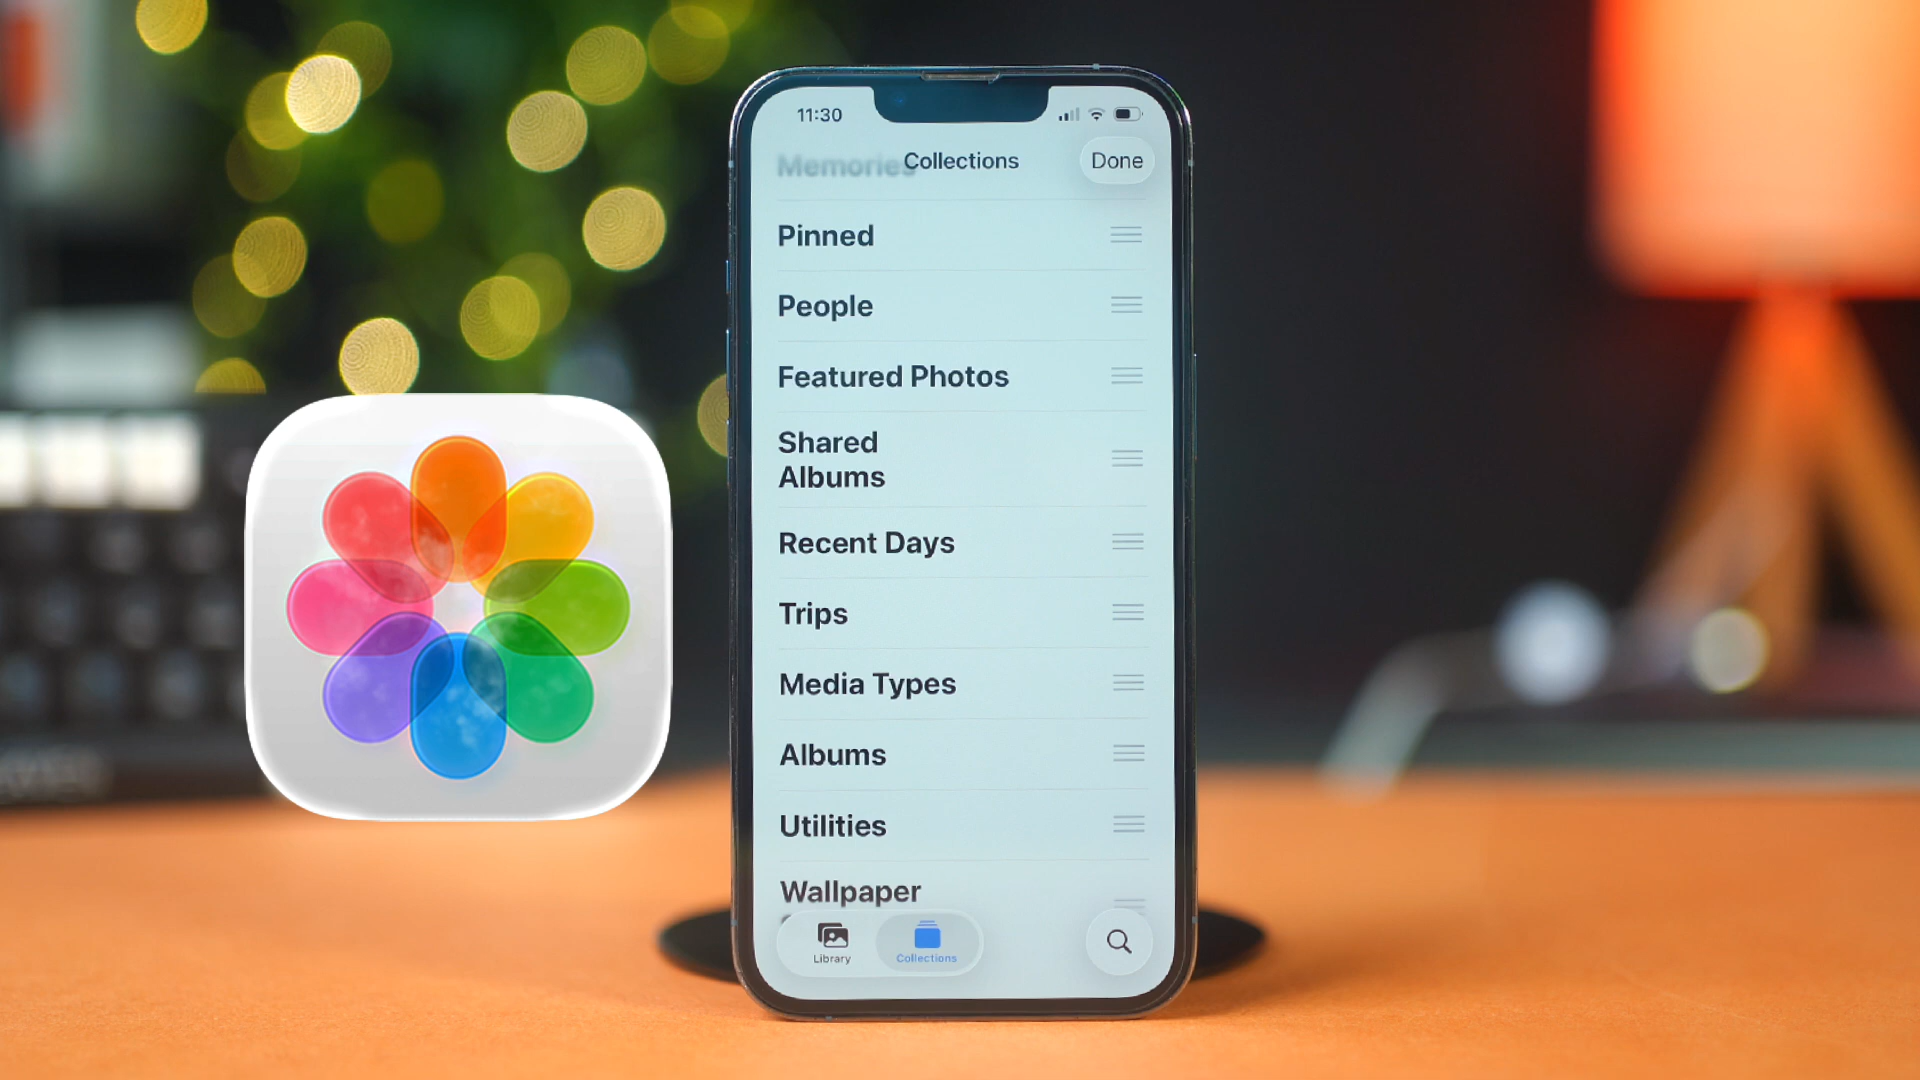 11:30
Memories
Collections
Done
Pinned
People
Featured Photos
Shared
Albums
Recent Days
Trips
Media Types
Albums
Utilities
Wallpaper
Library
Collections